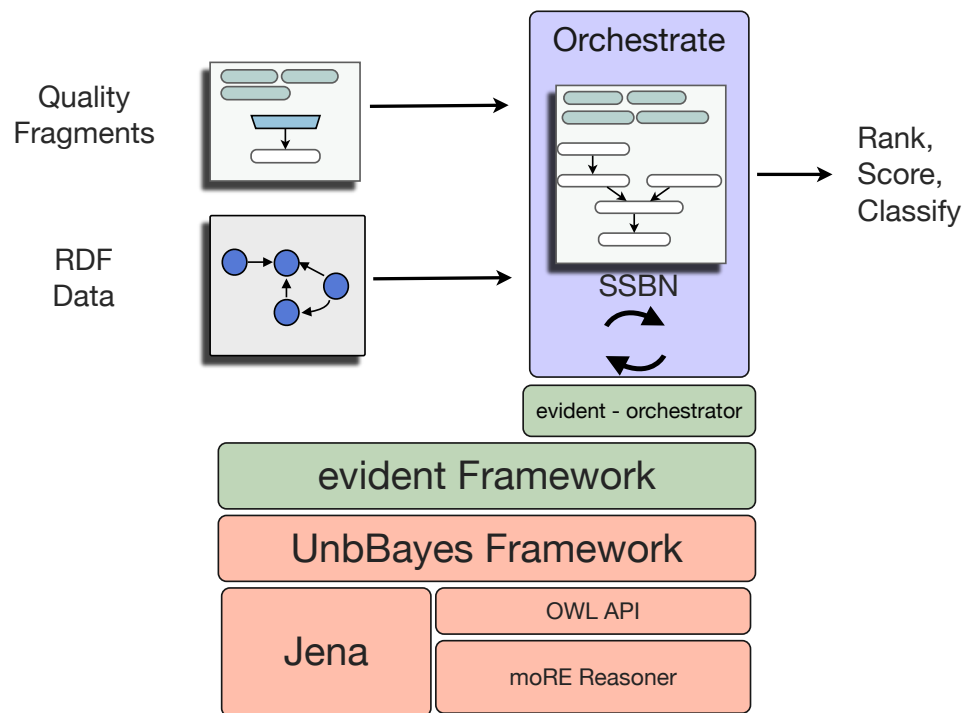 Orchestrate
Quality
Fragments
Rank,
Score,
Classify
RDF
Data
SSBN
evident - orchestrator
evident Framework
UnbBayes Framework
Jena
OWL API
moRE Reasoner